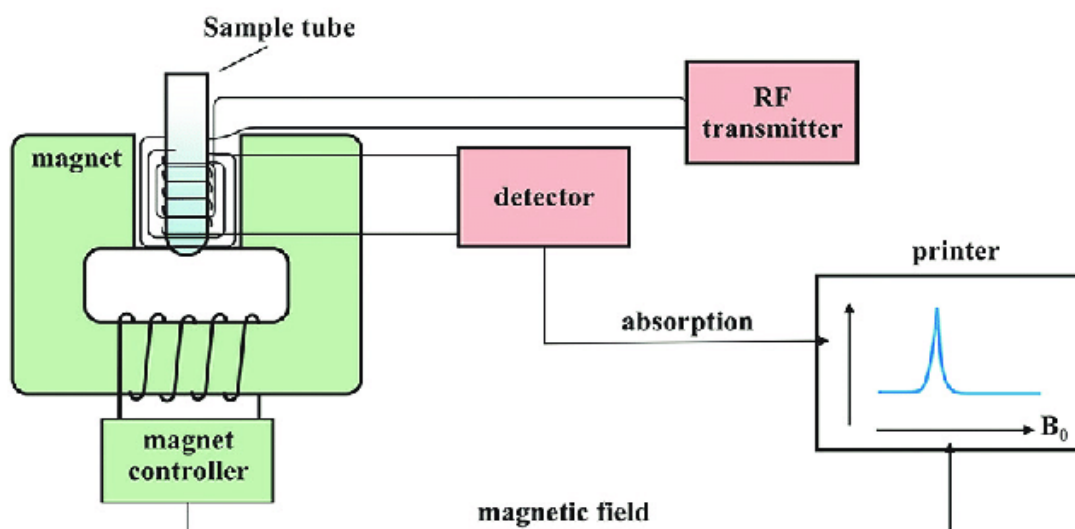 Sample tube
RF
transmitter
magnet
detector
printer
absorption
B₀
magnet
controller
magnetic field